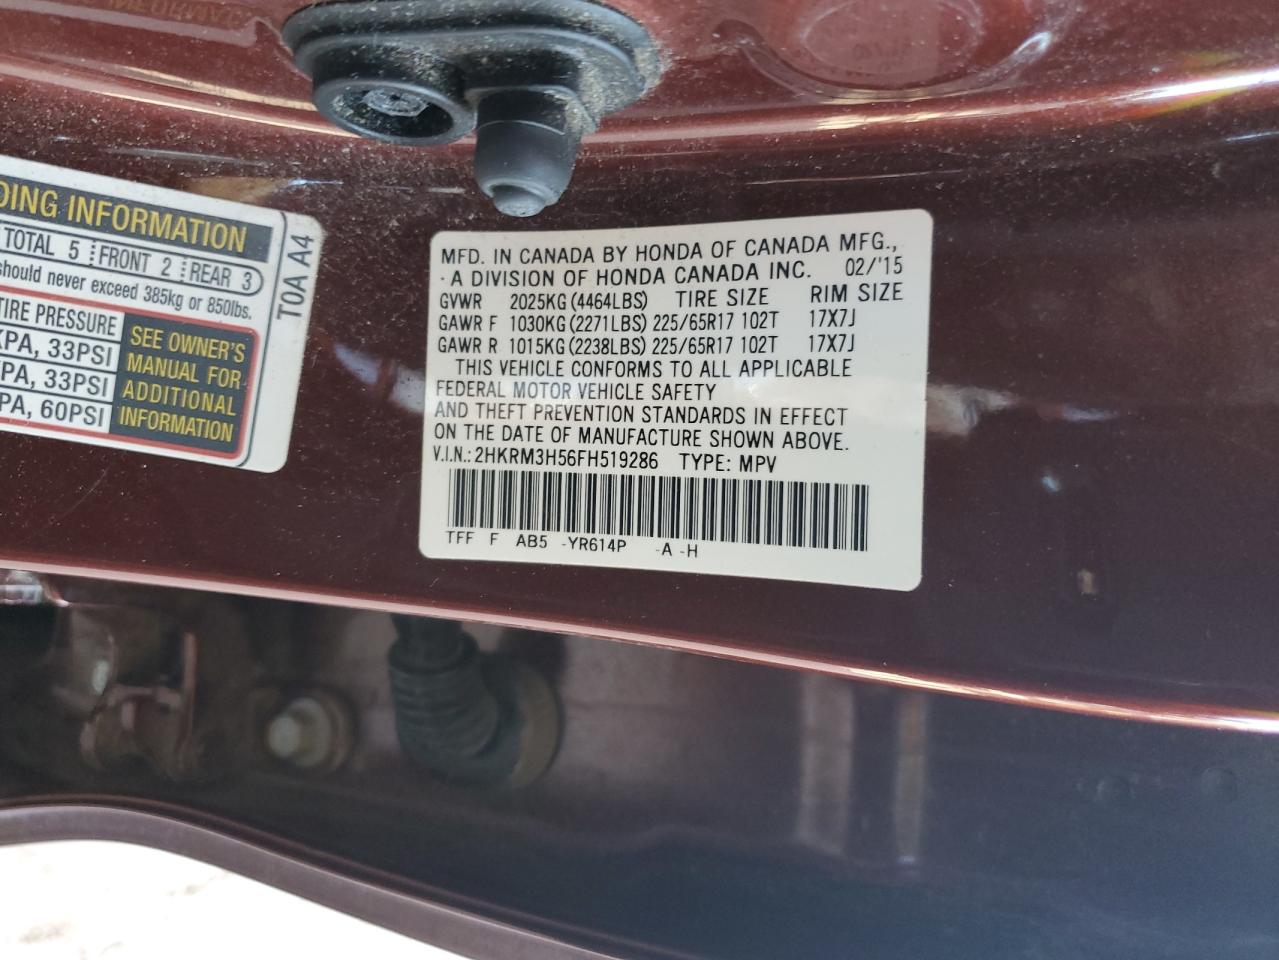 DING INFORMATION
TOTAL 5 FRONT 2 REAR 3
should never exceed 385kg or 850lbs.
TIRE PRESSURE
KPA, 33PSI
KPA, 33PSI
PA, 60PSI
SEE OWNER'S
MANUAL FOR
ADDITIONAL
INFORMATION
T0A A4
MFD. IN CANADA BY HONDA OF CANADA MFG.,
A DIVISION OF HONDA CANADA INC. 02/'15
GVWR 2025KG (4464LBS) TIRE SIZE RIM SIZE
GAWR F 1030KG (2271LBS) 225/65R17 102T 17X7J
GAWR R 1015KG (2238LBS) 225/65R17 102T 17X7J
THIS VEHICLE CONFORMS TO ALL APPLICABLE
FEDERAL MOTOR VEHICLE SAFETY
AND THEFT PREVENTION STANDARDS IN EFFECT
ON THE DATE OF MANUFACTURE SHOWN ABOVE.
V.I.N.: 2HKRM3H56FH519286 TYPE: MPV
TFF F AB5 -YR614P -A -H